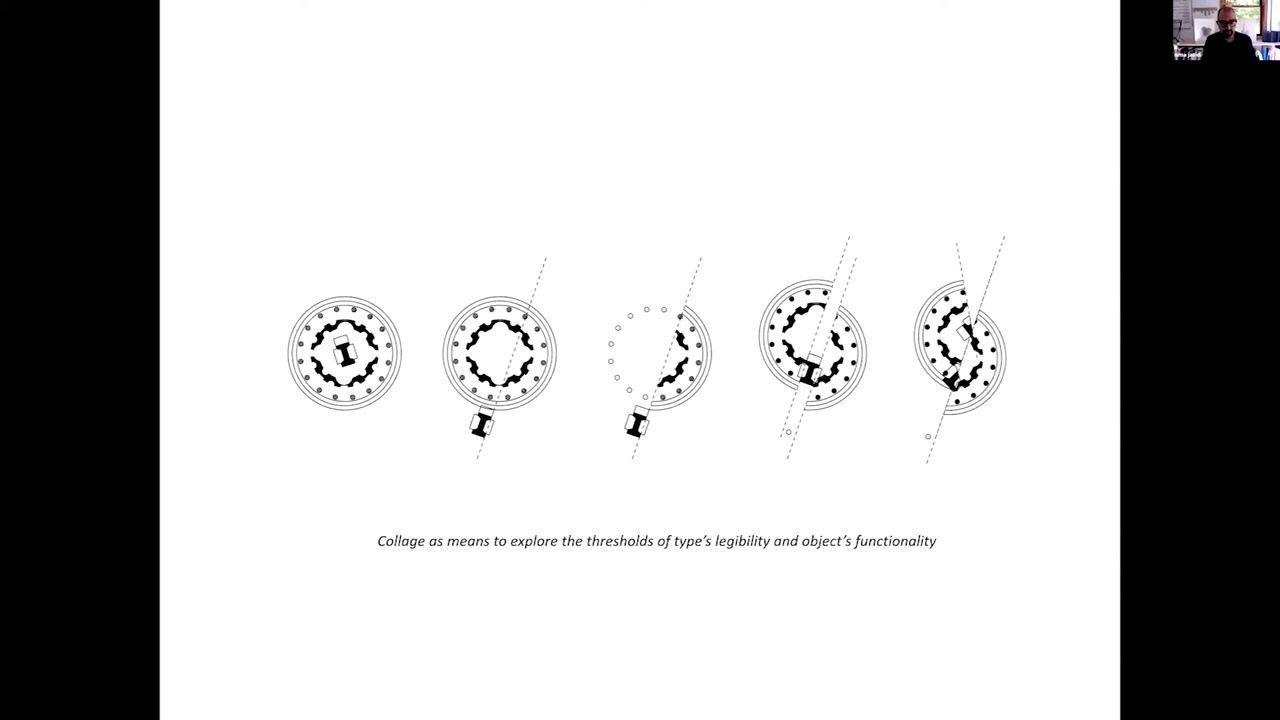 Collage as means to explore the thresholds of type’s legibility and object’s functionality